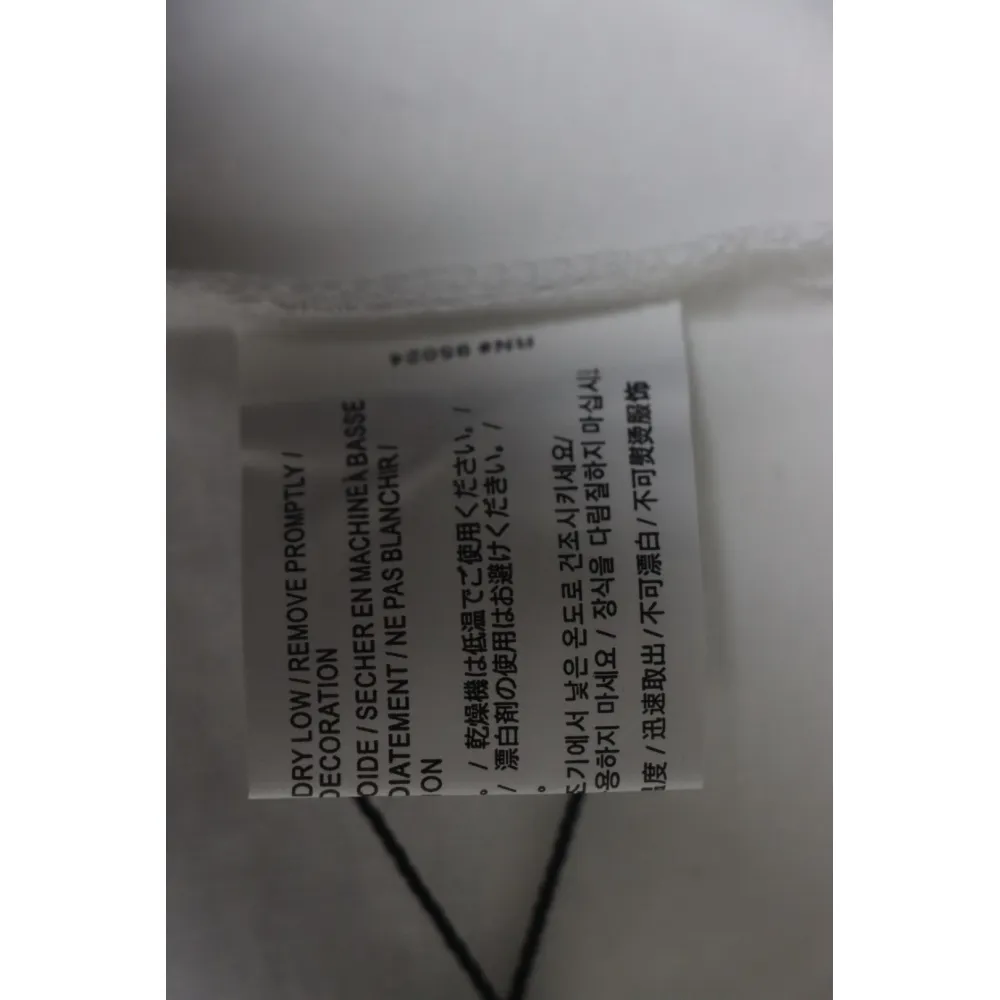 RN# 95024
DRY LOW / REMOVE PROMPTLY /
DECORATION
OIDE / SECHER EN MACHINE À BASSE
DIATEMENT / NE PAS BLANCHIR /
ION
。 / 乾燥機は低温でご使用ください。 /
/ 漂白剤の使用はお避けください。 /
。
조기에서 낮은 온도로 건조시키세요/
용하지 마세요 / 장식을 다림질하지 마십시
温度 / 迅速取出 / 不可漂白 / 不可熨烫服饰